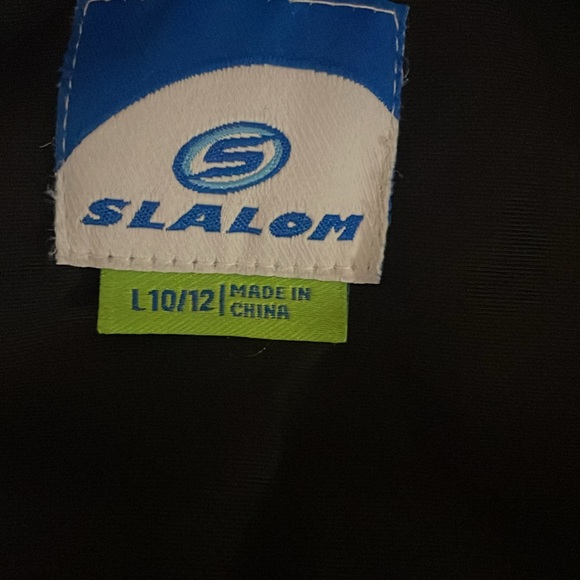 S
SLALOM
L10/12 | MADE IN
CHINA